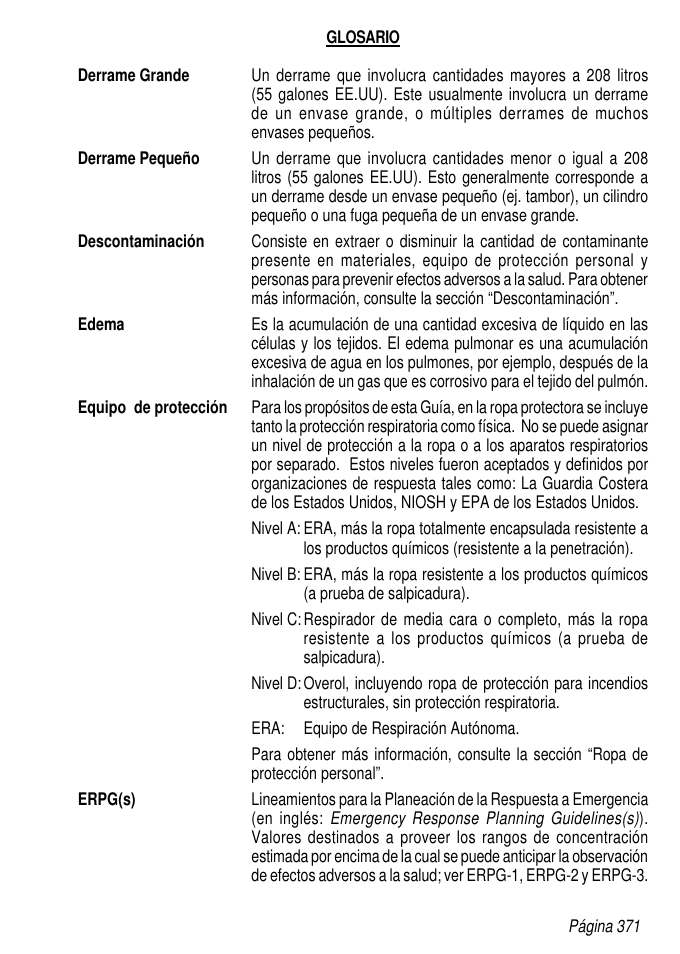 GLOSARIO
Derrame Grande Un derrame que involucra cantidades mayores a 208 litros
(55 galones EE.UU). Este usualmente involucra un derrame
de un envase grande, o múltiples derrames de muchos
envases pequeños.
Derrame Pequeño Un derrame que involucra cantidades menor o igual a 208
litros (55 galones EE.UU). Esto generalmente corresponde a
un derrame desde un envase pequeño (ej. tambor), un cilindro
pequeño o una fuga pequeña de un envase grande.
Descontaminación Consiste en extraer o disminuir la cantidad de contaminante
presente en materiales, equipo de protección personal y
personas para prevenir efectos adversos a la salud. Para obtener
más información, consulte la sección “Descontaminación”.
Edema Es la acumulación de una cantidad excesiva de líquido en las
células y los tejidos. El edema pulmonar es una acumulación
excesiva de agua en los pulmones, por ejemplo, después de la
inhalación de un gas que es corrosivo para el tejido del pulmón.
Equipo de protección Para los propósitos de esta Guía, en la ropa protectora se incluye
tanto la protección respiratoria como física. No se puede asignar
un nivel de protección a la ropa o a los aparatos respiratorios
por separado. Estos niveles fueron aceptados y definidos por
organizaciones de respuesta tales como: La Guardia Costera
de los Estados Unidos, NIOSH y EPA de los Estados Unidos.
Nivel A: ERA, más la ropa totalmente encapsulada resistente a
los productos químicos (resistente a la penetración).
Nivel B: ERA, más la ropa resistente a los productos químicos
(a prueba de salpicadura).
Nivel C: Respirador de media cara o completo, más la ropa
resistente a los productos químicos (a prueba de
salpicadura).
Nivel D: Overol, incluyendo ropa de protección para incendios
estructurales, sin protección respiratoria.
ERA: Equipo de Respiración Autónoma.
Para obtener más información, consulte la sección “Ropa de
protección personal”.
ERPG(s) Lineamientos para la Planeación de la Respuesta a Emergencia
(en inglés: Emergency Response Planning Guidelines(s)).
Valores destinados a proveer los rangos de concentración
estimada por encima de la cual se puede anticipar la observación
de efectos adversos a la salud; ver ERPG-1, ERPG-2 y ERPG-3.
Página 371